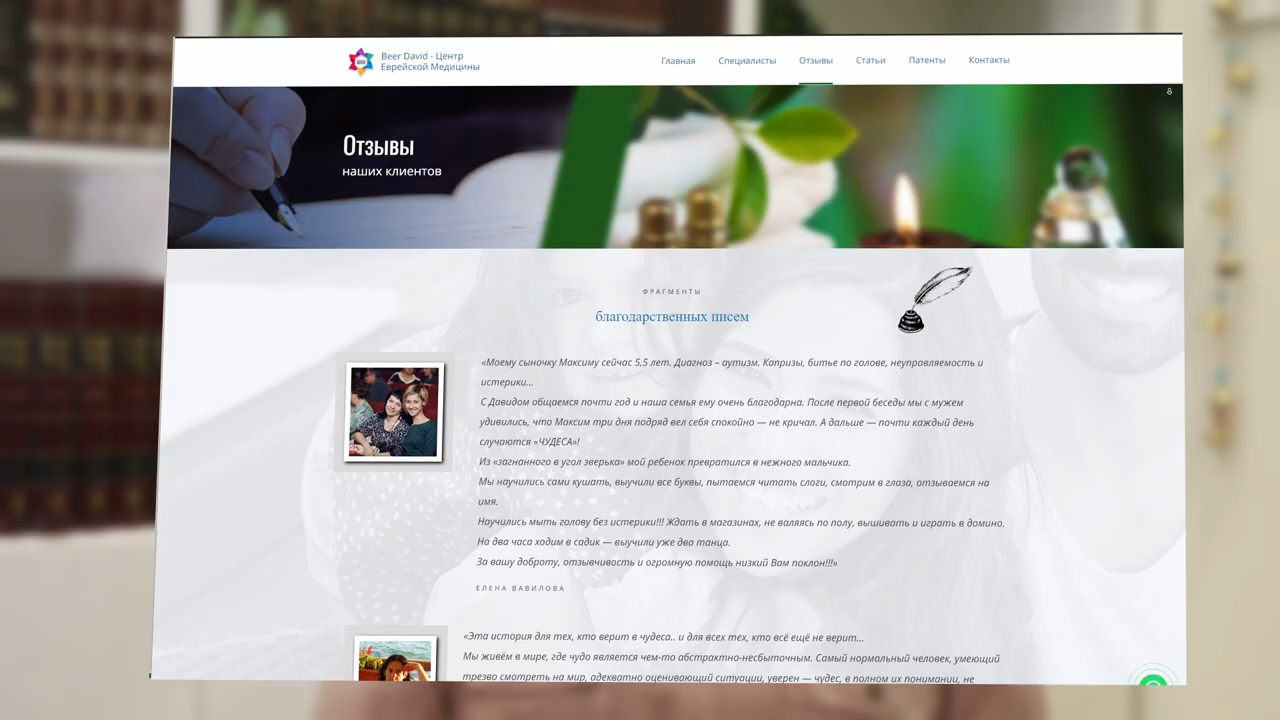 Beer David - Центр
Еврейской Медицины
Главная
Специалисты
Отзывы
Статьи
Патенты
Контакты
Отзывы
наших клиентов
ФРАГМЕНТЫ
благодарственных писем
«Моему сыночку Максиму сейчас 5,5 лет. Диагноз – аутизм. Капризы, битье по голове, неуправляемость и
истерики...
С Давидом общаемся почти год и наша семья ему очень благодарна. После первой беседы мы с мужем
удивились, что Максим три дня подряд вел себя спокойно — не кричал. А дальше — почти каждый день
случаются «ЧУДЕСА»!
Из «загнанного в угол зверька» мой ребенок превратился в нежного мальчика.
Мы научились сами кушать, выучили все буквы, пытаемся читать слоги, смотрим в глаза, отзываемся на
имя.
Научились мыть голову без истерики!!! Ждать в магазинах, не валяясь по полу, вышивать и играть в домино.
На два часа ходим в садик — выучили уже два танца.
За вашу доброту, отзывчивость и огромную помощь низкий Вам поклон!!!»
ЕЛЕНА ВАВИЛОВА
«Эта история для тех, кто верит в чудеса.. и для всех тех, кто всё ещё не верит...
Мы живём в мире, где чудо является чем-то абстрактно-несбыточным. Самый нормальный человек, умеющий
трезво смотреть на мир, адекватно оценивающий ситуации, уверен — чудес, в полном их понимании, не